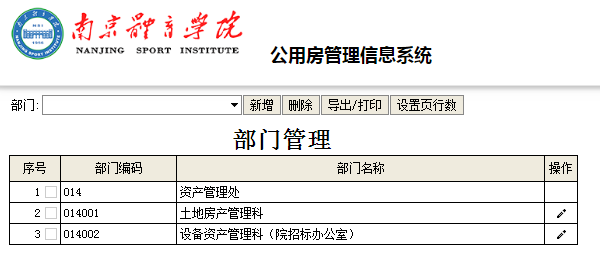 南京體育学院
NANJING SPORT INSTITUTE
公用房管理信息系统
部门: 新增 删除 导出/打印 设置页行数
部门管理
序号 部门编码 部门名称 操作
1 014 资产管理处
2 014001 土地房产管理科
3 014002 设备资产管理科（院招标办公室）